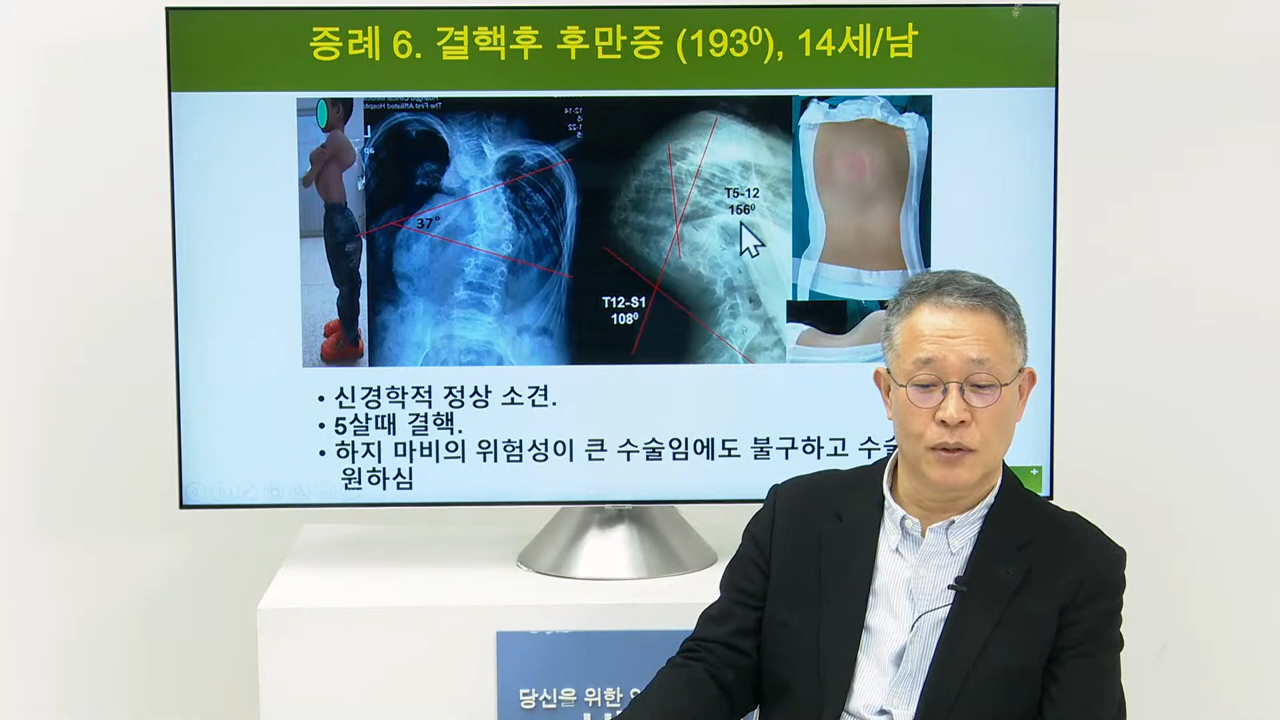 증례 6. 결핵후 후만증 (193⁰), 14세/남
37°
T5-12
156⁰
T12-S1
108⁰
• 신경학적 정상 소견.
• 5살때 결핵.
• 하지 마비의 위험성이 큰 수술임에도 불구하고
원하심
당신을 위한